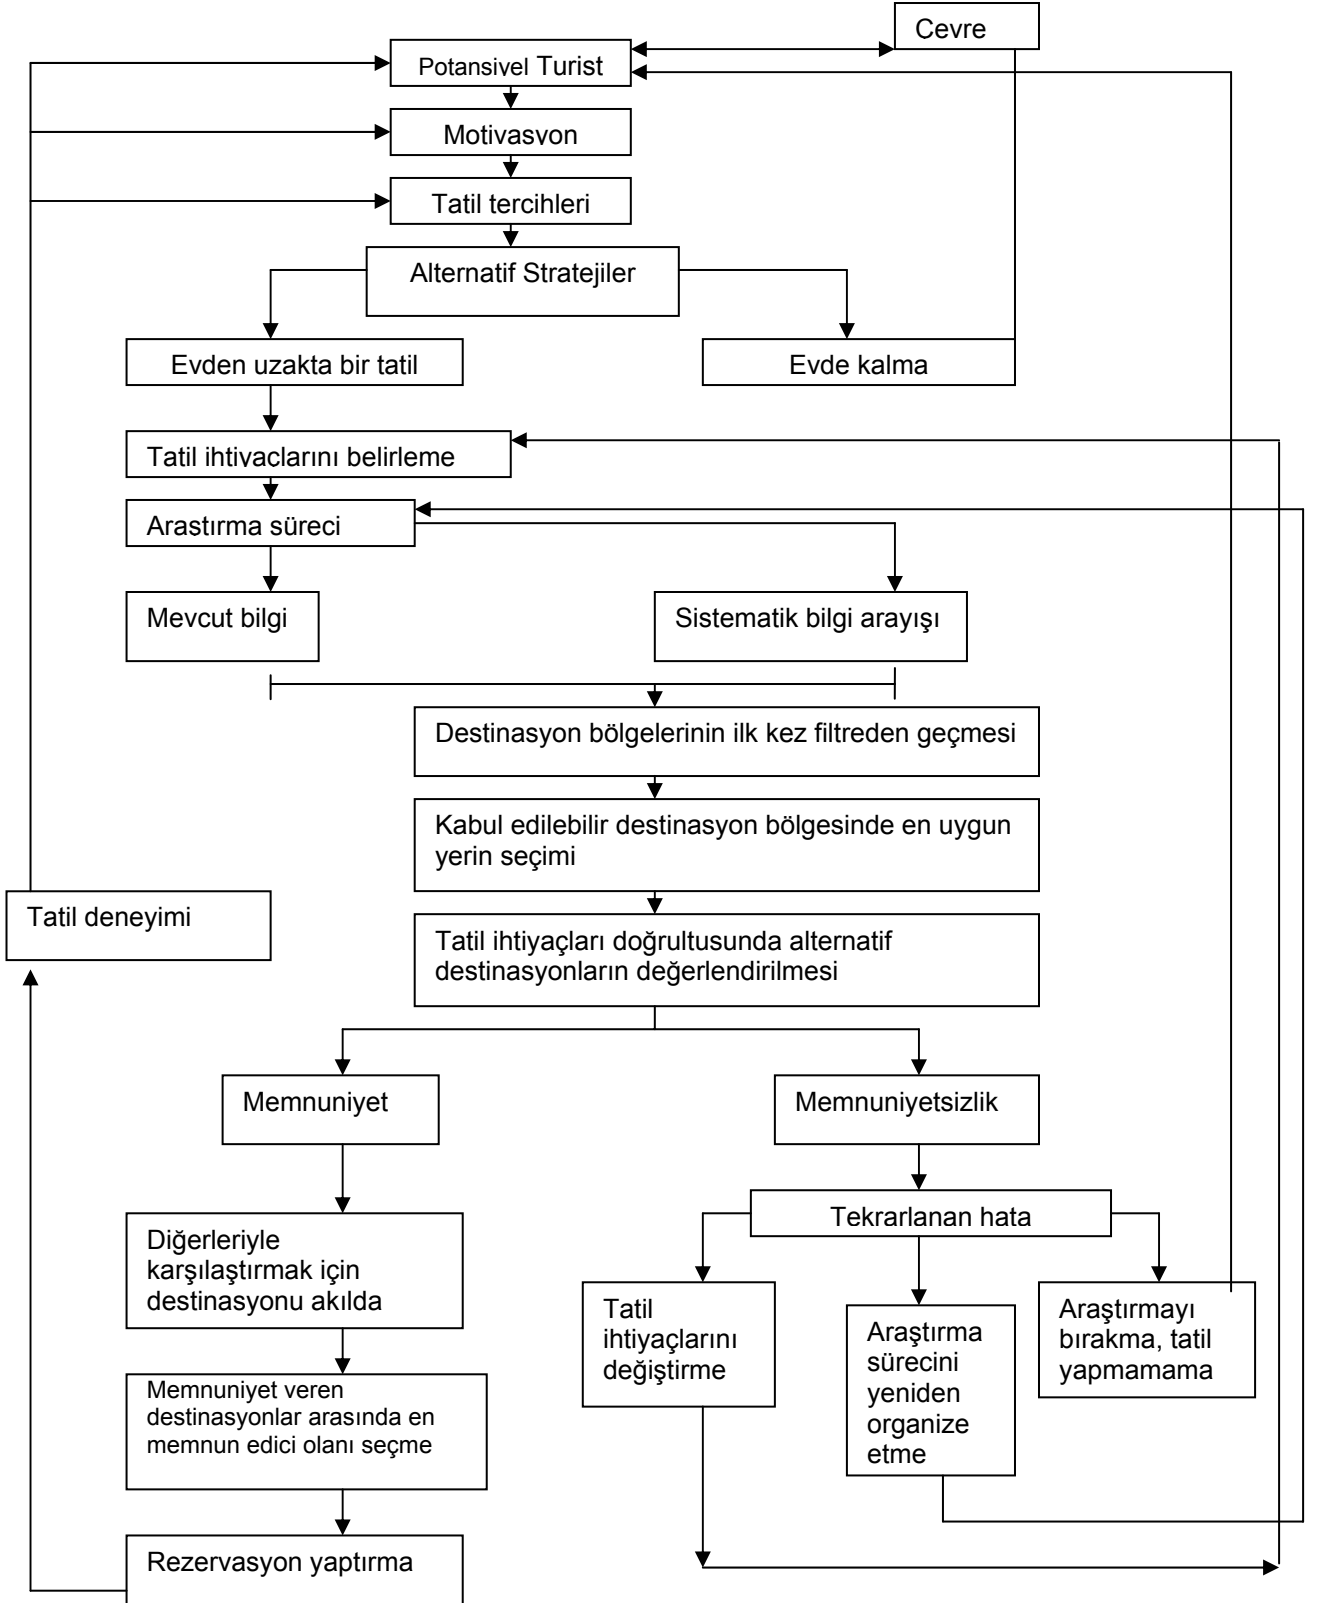 Cevre
Potansivel Turist
Motivasvon
Tatil tercihleri
Alternatif Stratejiler
Evden uzakta bir tatil
Evde kalma
Tatil ihtivaclarını belirleme
Arastırma süreci
Mevcut bilgi
Sistematik bilgi arayışı
Destinasyon bölgelerinin ilk kez filtreden geçmesi
Kabul edilebilir destinasyon bölgesinde en uygun
yerin seçimi
Tatil deneyimi
Tatil ihtiyaçları doğrultusunda alternatif
destinasyonların değerlendirilmesi
Memnuniyet
Memnuniyetsizlik
Tekrarlanan hata
Diğerleriyle
karşılaştırmak için
destinasyonu akılda
Tatil
ihtiyaçlarını
değiştirme
Araştırma
sürecini
yeniden
organize
etme
Araştırmayı
bırakma, tatil
yapmamama
Memnuniyet veren
destinasyonlar arasında en
memnun edici olanı seçme
Rezervasyon yaptırma